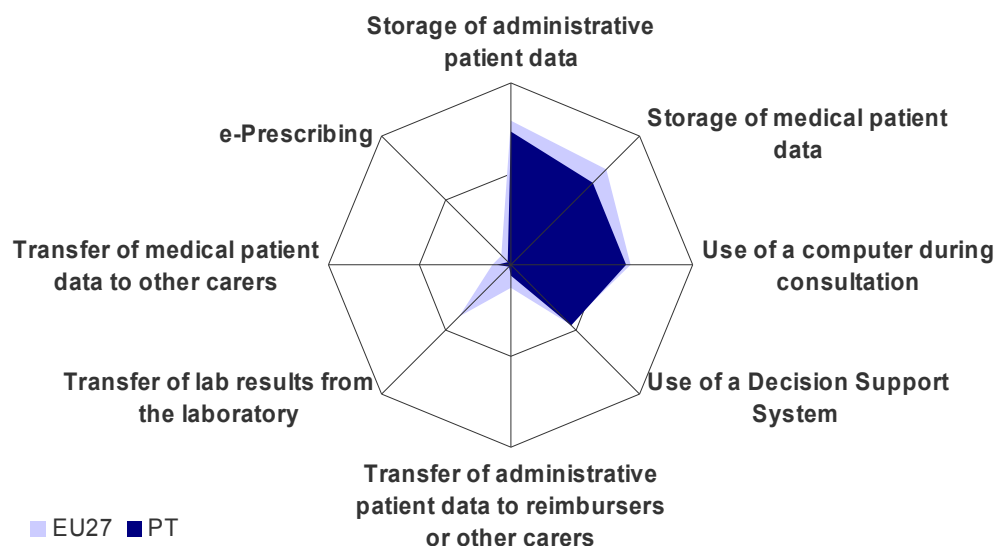 Storage of administrative
patient data
Storage of medical patient
data
Use of a computer during
consultation
Use of a Decision Support
System
Transfer of administrative
patient data to reimbursers
or other carers
Transfer of lab results from
the laboratory
Transfer of medical patient
data to other carers
e-Prescribing
EU27 PT